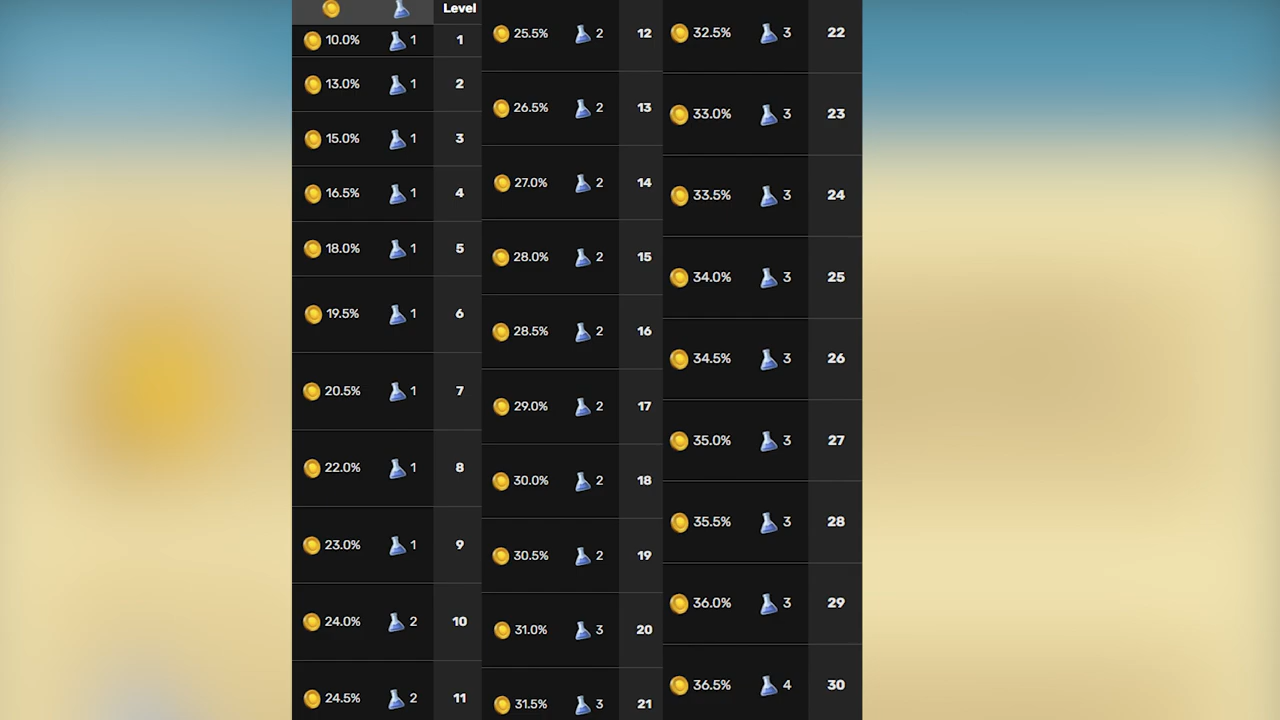 Level
10.0% 1 1
13.0% 1 2
15.0% 1 3
16.5% 1 4
18.0% 1 5
19.5% 1 6
20.5% 1 7
22.0% 1 8
23.0% 1 9
24.0% 2 10
24.5% 2 11
25.5% 2 12
26.5% 2 13
27.0% 2 14
28.0% 2 15
28.5% 2 16
29.0% 2 17
30.0% 2 18
30.5% 2 19
31.0% 3 20
31.5% 3 21
32.5% 3 22
33.0% 3 23
33.5% 3 24
34.0% 3 25
34.5% 3 26
35.0% 3 27
35.5% 3 28
36.0% 3 29
36.5% 4 30